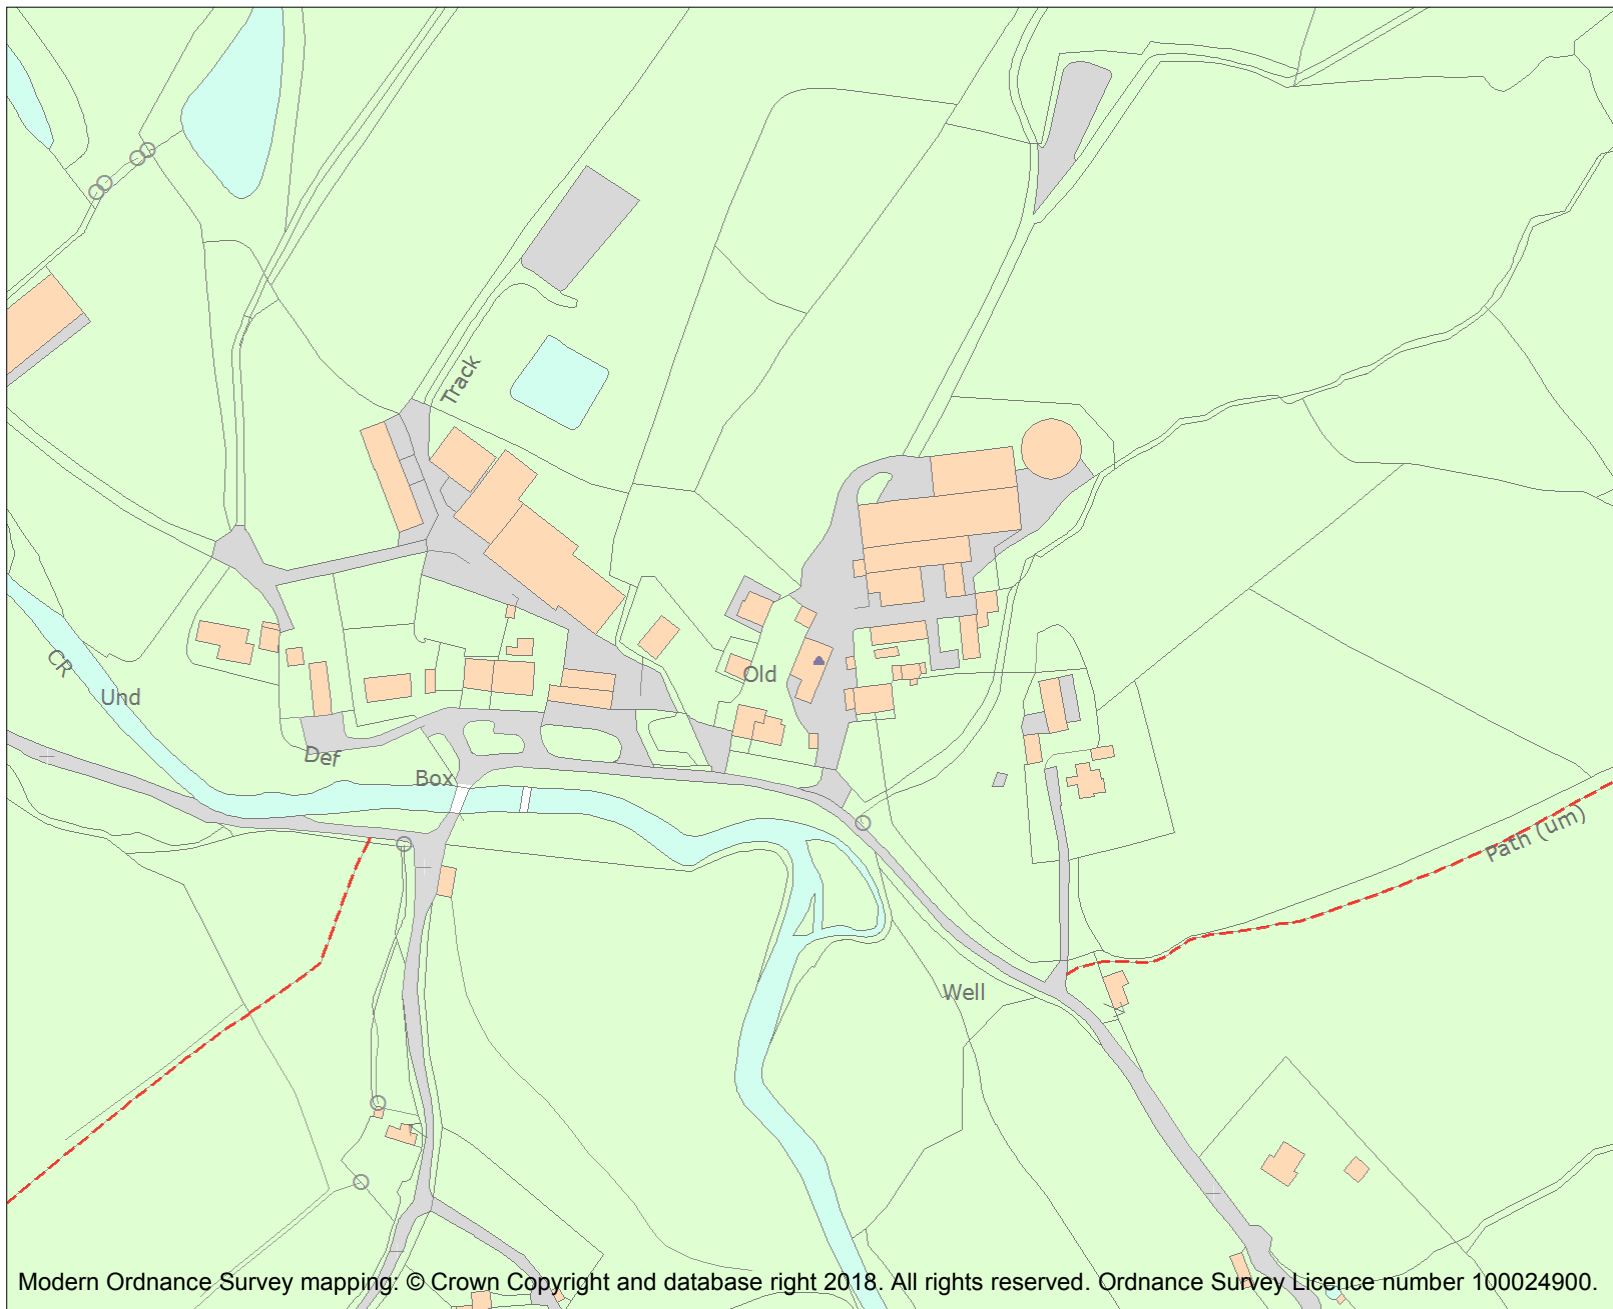 Track
CR
Und
Old
Def
Box
Path (um)
Well
Modern Ordnance Survey mapping: © Crown Copyright and database right 2018. All rights reserved. Ordnance Survey Licence number 100024900.